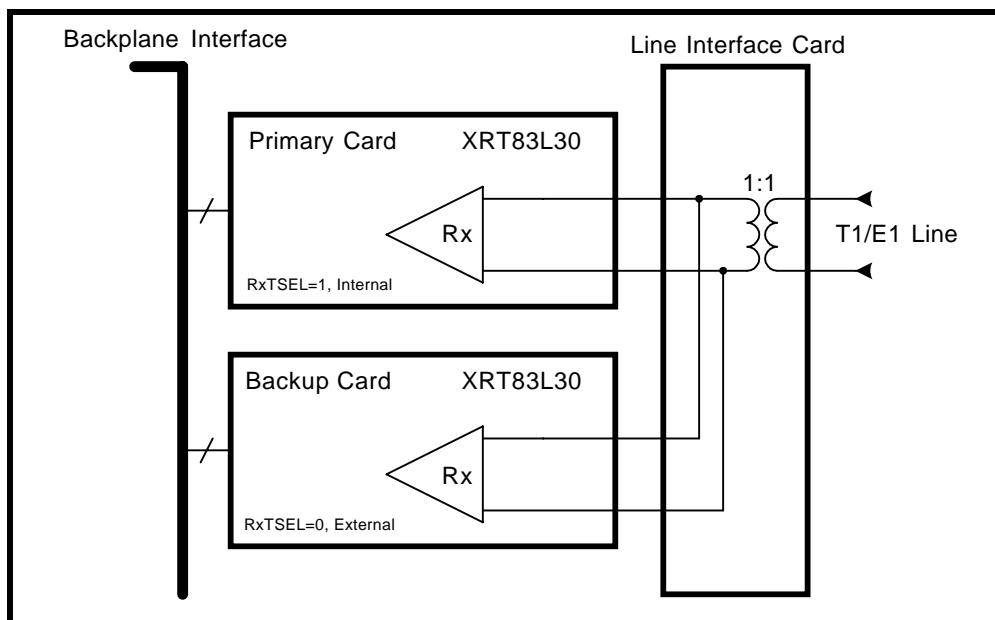 Backplane Interface
Line Interface Card
Primary Card XRT83L30
1:1
Rx
T1/E1 Line
RxTSEL=1, Internal
Backup Card XRT83L30
Rx
RxTSEL=0, External